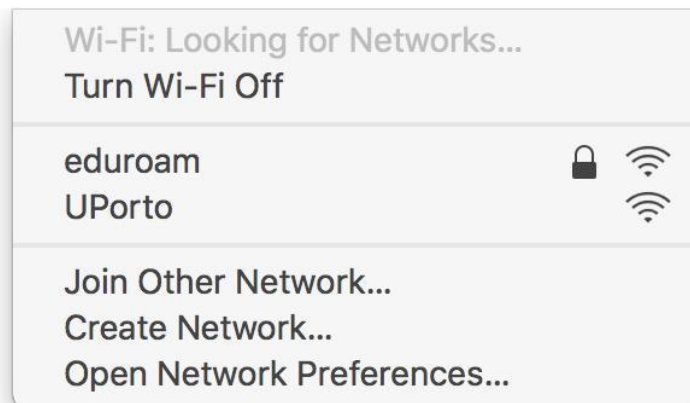 Wi-Fi: Looking for Networks...
Turn Wi-Fi Off
eduroam
UPorto
Join Other Network...
Create Network...
Open Network Preferences...